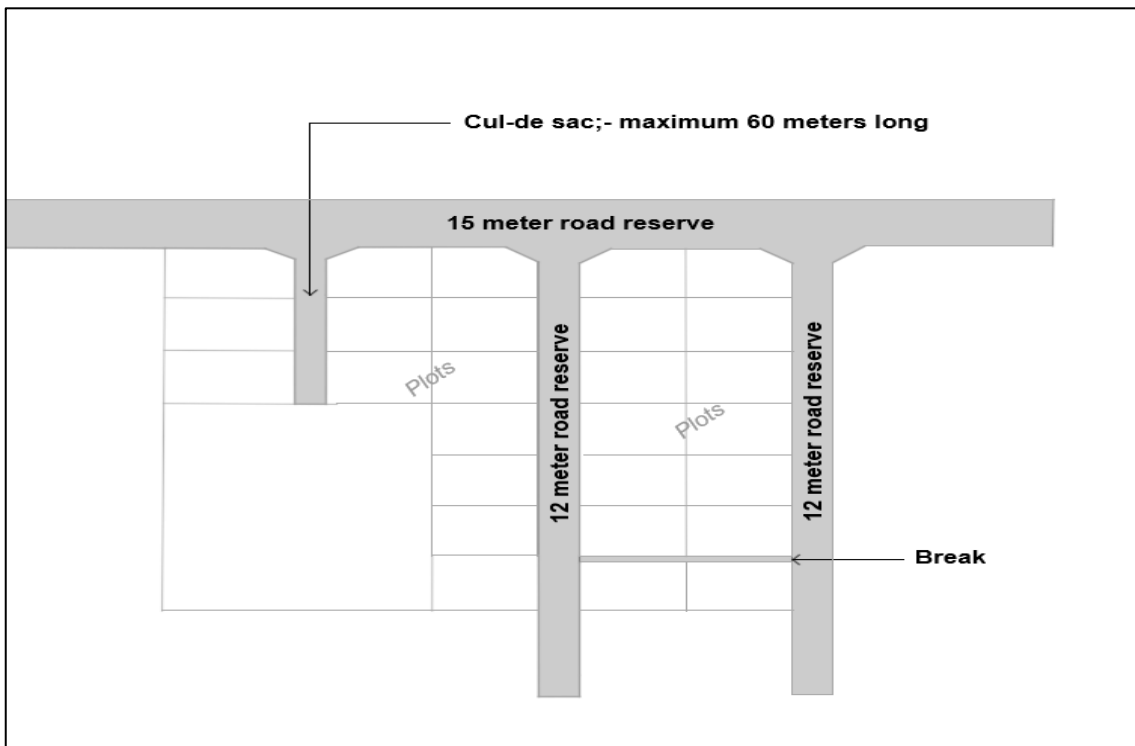 Cul-de sac;- maximum 60 meters long
15 meter road reserve
Plots
Plots
12 meter road reserve
12 meter road reserve
Break